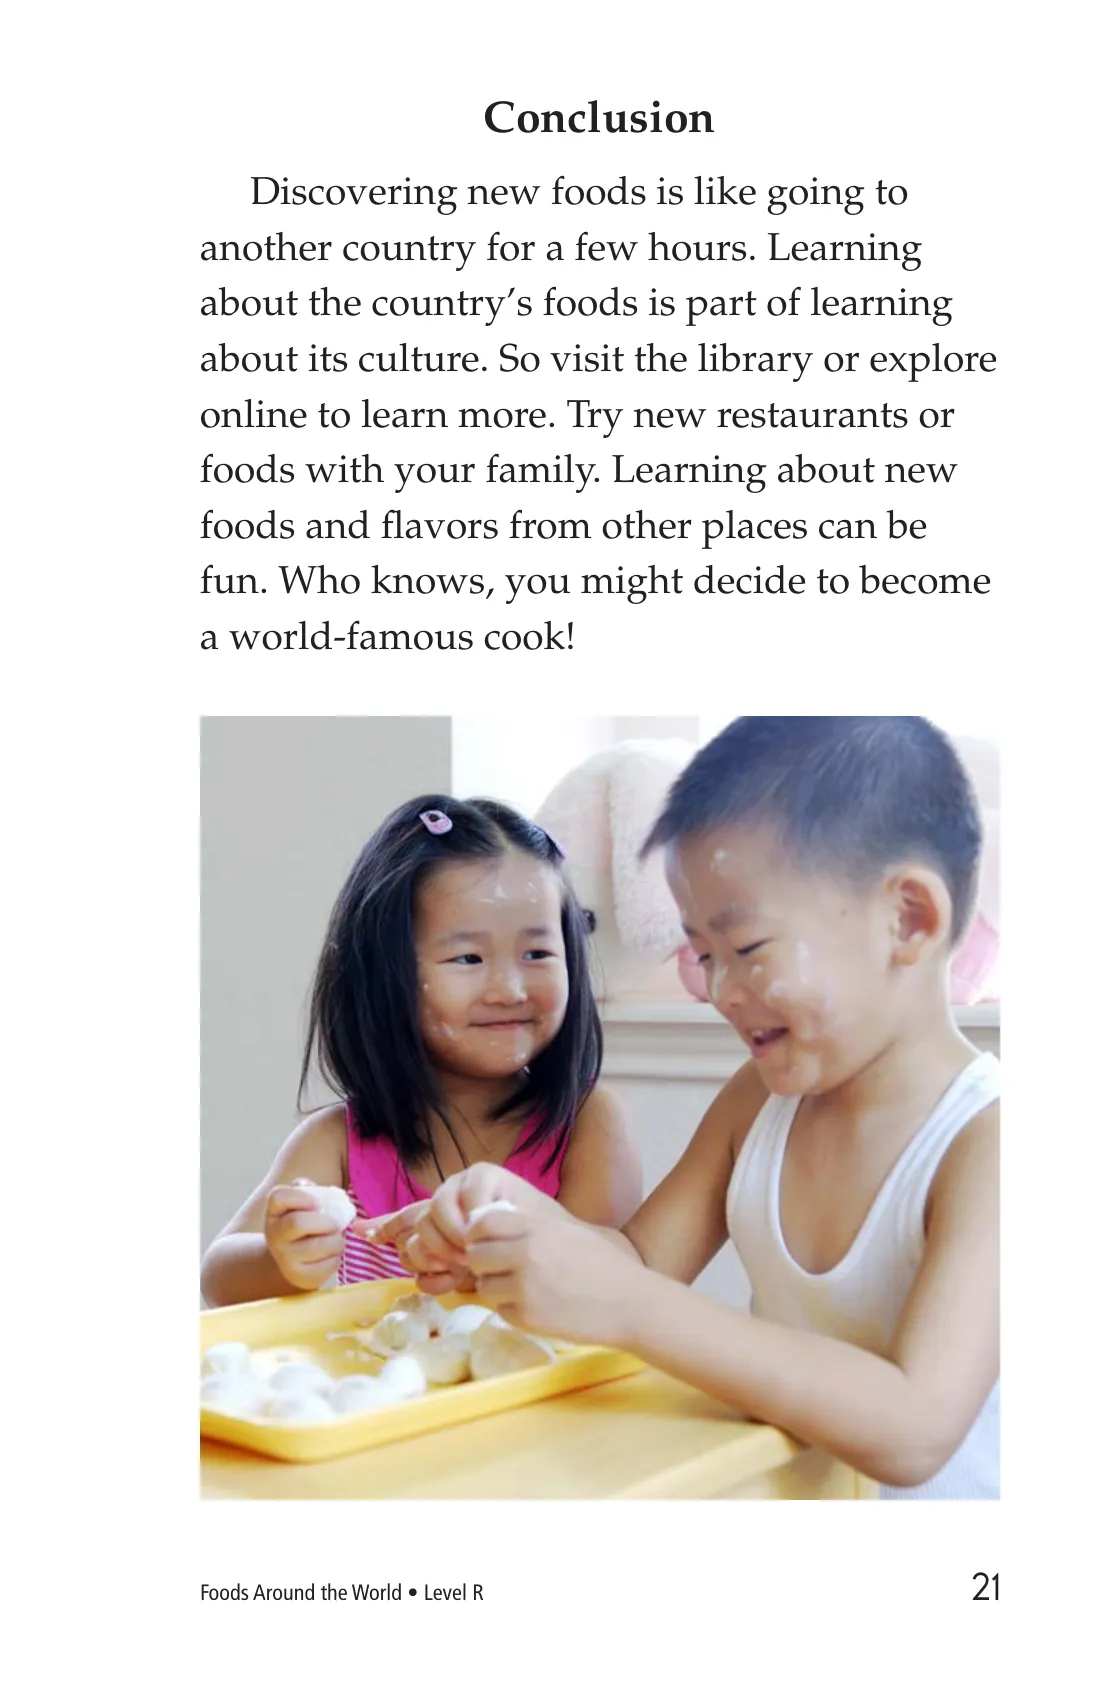 Conclusion
Discovering new foods is like going to
another country for a few hours. Learning
about the country’s foods is part of learning
about its culture. So visit the library or explore
online to learn more. Try new restaurants or
foods with your family. Learning about new
foods and flavors from other places can be
fun. Who knows, you might decide to become
a world-famous cook!
Foods Around the World • Level R
21